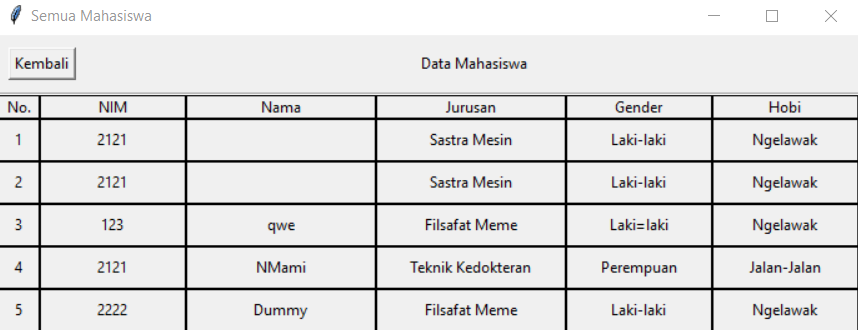 Semua Mahasiswa
Kembali Data Mahasiswa
No. NIM Nama Jurusan Gender Hobi
1 2121 Sastra Mesin Laki-laki Ngelawak
2 2121 Sastra Mesin Laki-laki Ngelawak
3 123 qwe Filsafat Meme Laki=laki Ngelawak
4 2121 NMami Teknik Kedokteran Perempuan Jalan-Jalan
5 2222 Dummy Filsafat Meme Laki-laki Ngelawak